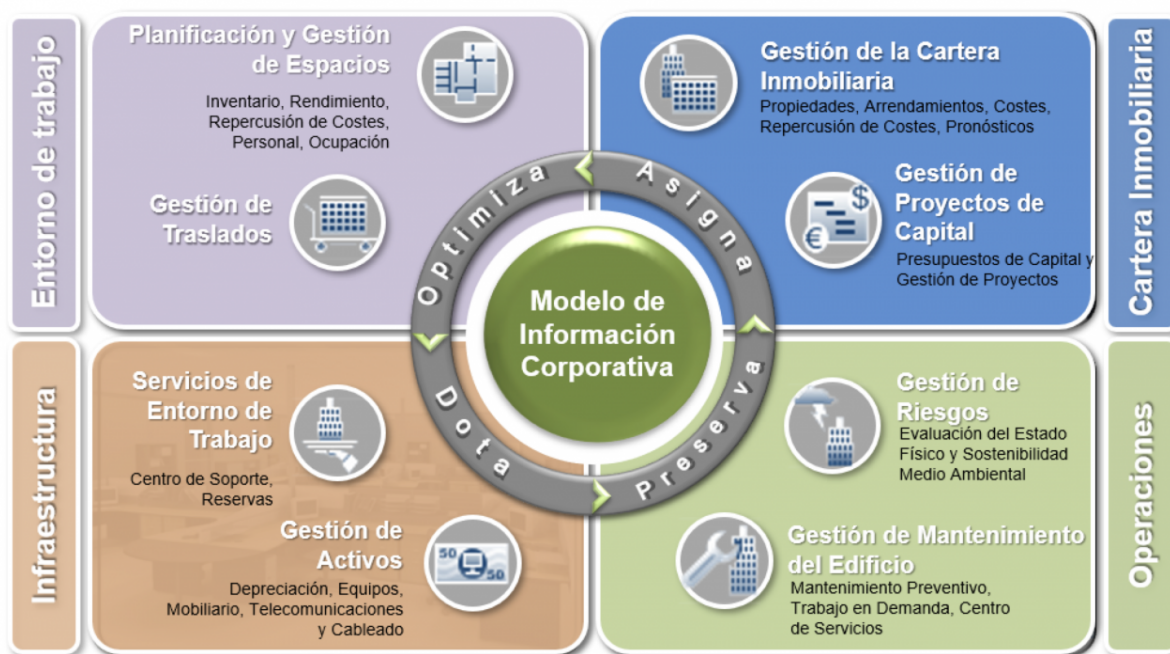 Entorno de trabajo
Planificación y Gestión
de Espacios
Inventario, Rendimiento,
Repercusión de Costes,
Personal, Ocupación
Gestión de
Traslados
Gestión de la Cartera
Inmobiliaria
Propiedades, Arrendamientos, Costes,
Repercusión de Costes, Pronósticos
Gestión de
Proyectos de
Capital
Presupuestos de Capital y
Gestión de Proyectos
$
€
Cartera Inmobiliaria
Optimiza
Asigna
Modelo de
Información
Corporativa
Dota
Preserva
Infraestructura
Servicios de
Entorno de
Trabajo
Centro de Soporte,
Reservas
Gestión de
Activos
Depreciación, Equipos,
Mobiliario, Telecomunicaciones
y Cableado
50
50
Gestión de
Riesgos
Evaluación del Estado
Físico y Sostenibilidad
Medio Ambiental
Gestión de Mantenimiento
del Edificio
Mantenimiento Preventivo,
Trabajo en Demanda, Centro
de Servicios
Operaciones